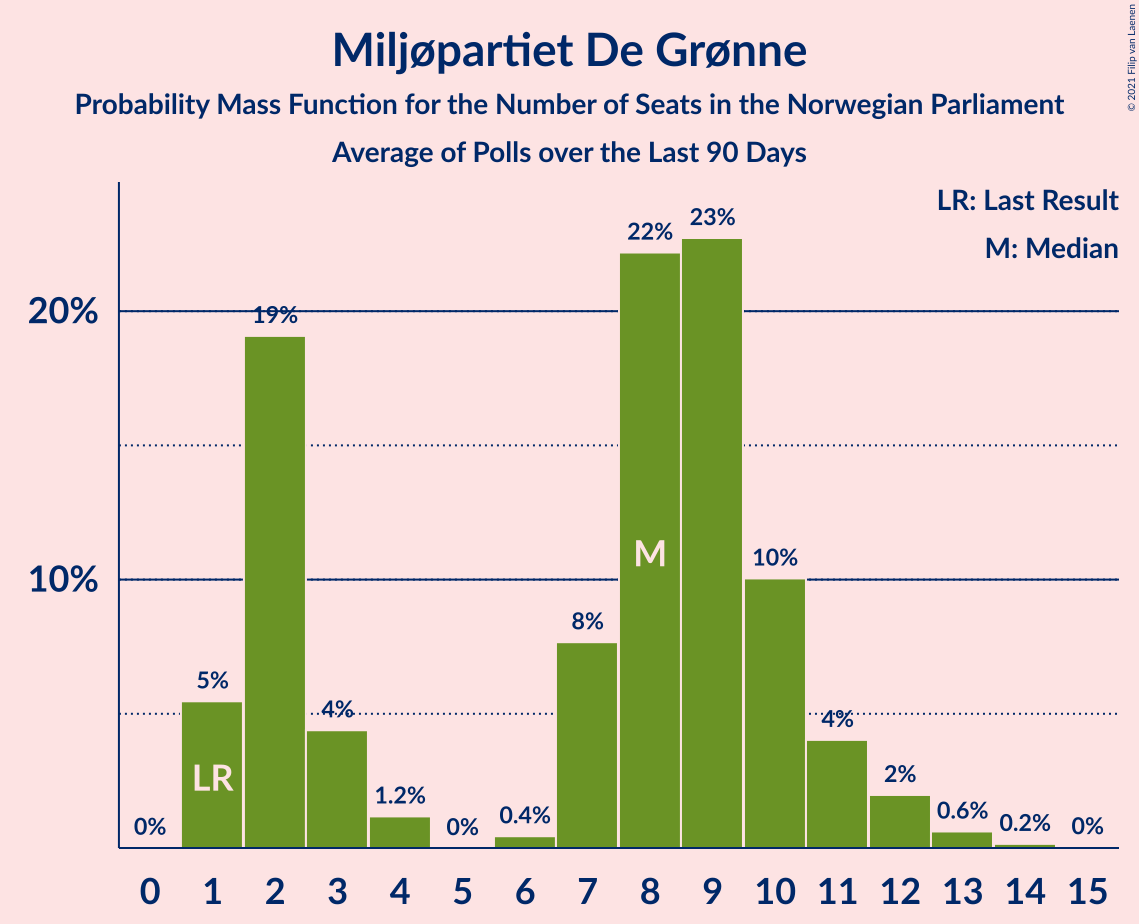 Miljøpartiet De Grønne
Probability Mass Function for the Number of Seats in the Norwegian Parliament
Average of Polls over the Last 90 Days
© 2021 Filip van Laenen
LR: Last Result
M: Median
20%
10%
0%
5%
19%
4%
1.2%
0%
0.4%
8%
22%
23%
10%
4%
2%
0.6%
0.2%
0%
LR
M
0 1 2 3 4 5 6 7 8 9 10 11 12 13 14 15